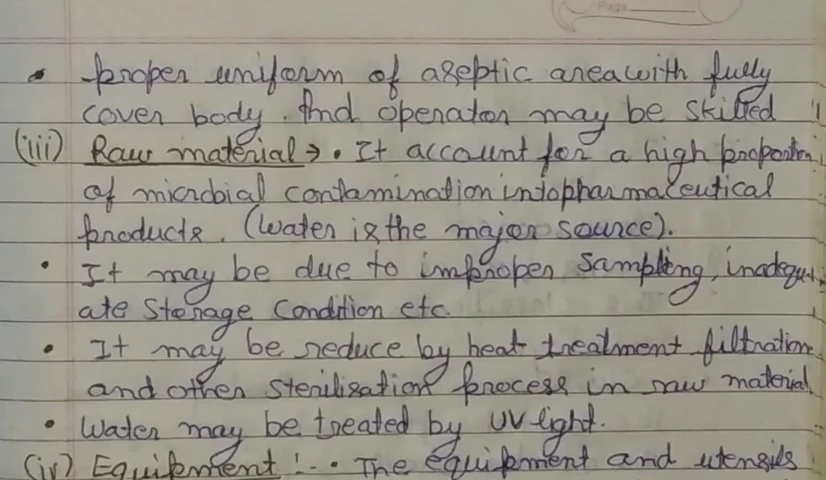 Page
• proper uniform of aseptic area with fully
cover body. And operator may be skilled
(iii) Raw material → • It account for a high proportion
of microbial contamination into pharmaceutical
products. (Water is the major source).
• It may be due to improper sampling, inadequ-
ate storage condition etc.
• It may be reduce by heat treatment filtration
and other sterilization process in raw material
• Water may be treated by UV light.
(iv) Equipment :- • The equipment and utensils